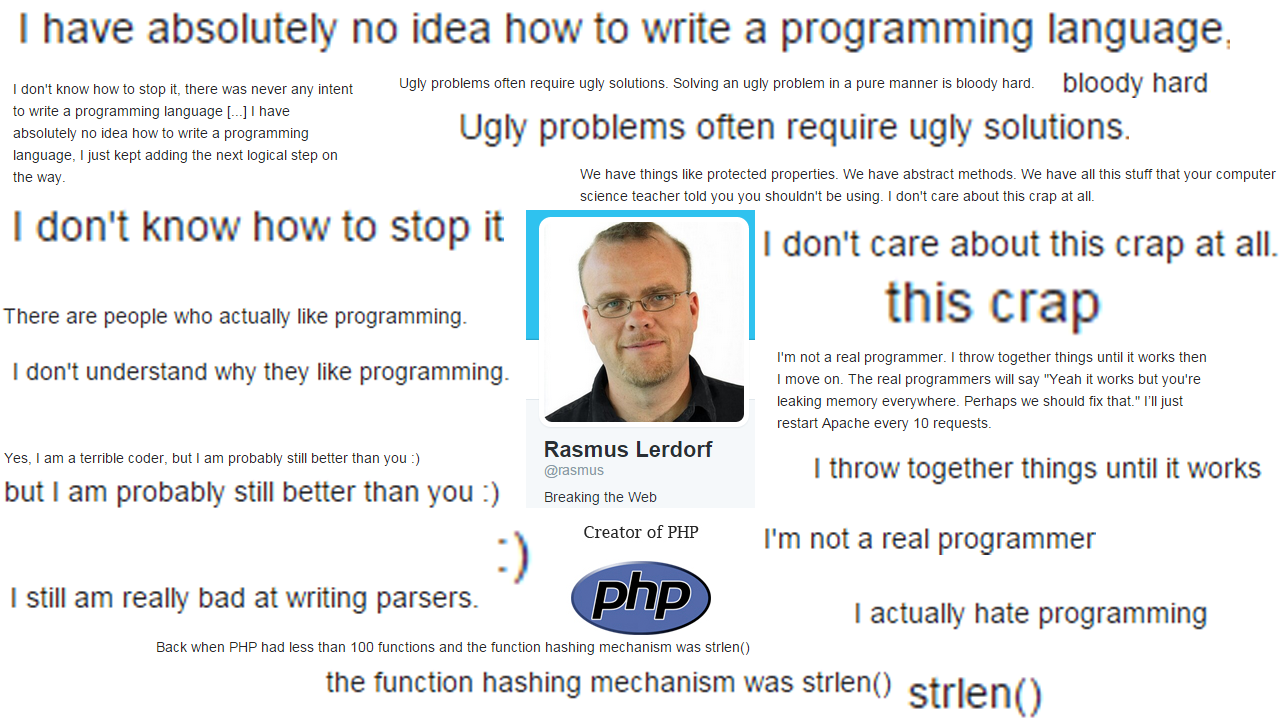 I have absolutely no idea how to write a programming language,
I don't know how to stop it, there was never any intent
to write a programming language [...] I have
absolutely no idea how to write a programming
language, I just kept adding the next logical step on
the way.
Ugly problems often require ugly solutions. Solving an ugly problem in a pure manner is bloody hard.
bloody hard
Ugly problems often require ugly solutions.
We have things like protected properties. We have abstract methods. We have all this stuff that your computer
science teacher told you you shouldn't be using. I don't care about this crap at all.
I don't know how to stop it
I don't care about this crap at all.
this crap
There are people who actually like programming.
I don't understand why they like programming.
I'm not a real programmer. I throw together things until it works then
I move on. The real programmers will say "Yeah it works but you're
leaking memory everywhere. Perhaps we should fix that." I'll just
restart Apache every 10 requests.
Rasmus Lerdorf
@rasmus
Breaking the Web
Creator of PHP
php
Yes, I am a terrible coder, but I am probably still better than you :)
but I am probably still better than you :)
:)
I throw together things until it works
I'm not a real programmer
I still am really bad at writing parsers.
I actually hate programming
Back when PHP had less than 100 functions and the function hashing mechanism was strlen()
the function hashing mechanism was strlen()
strlen()